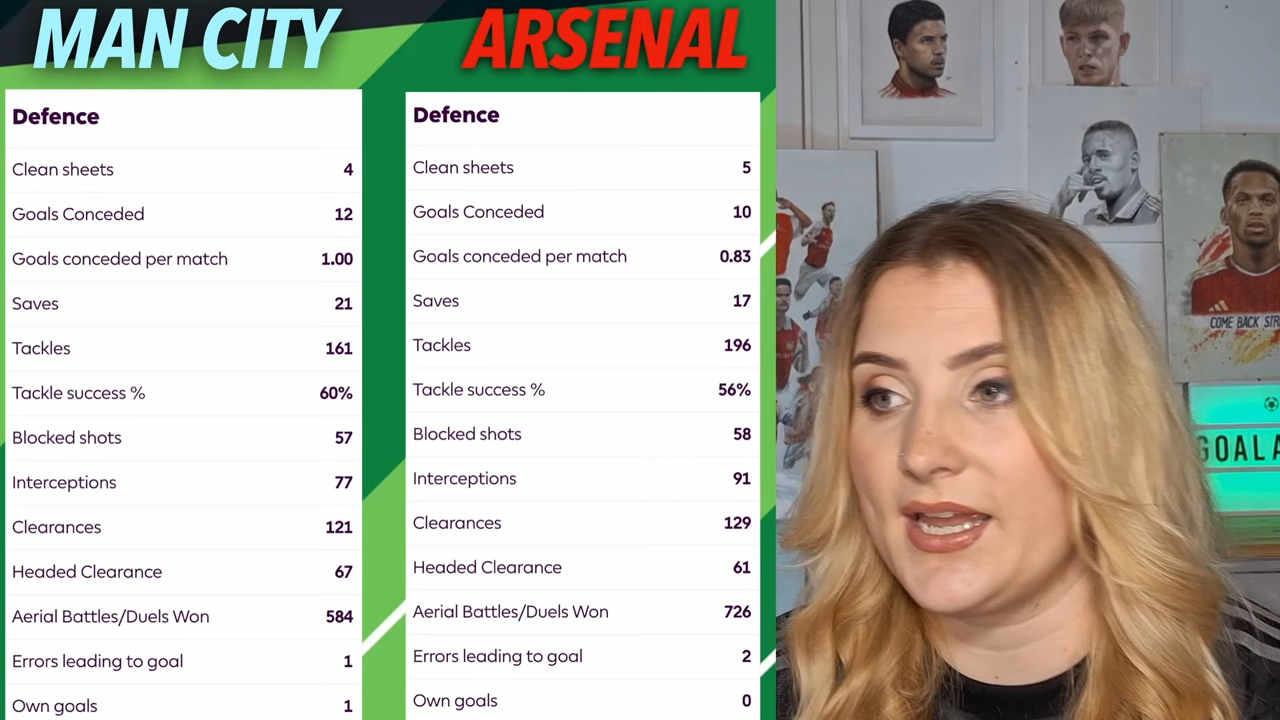 MAN CITY
Defence
Clean sheets 4
Goals Conceded 12
Goals conceded per match 1.00
Saves 21
Tackles 161
Tackle success % 60%
Blocked shots 57
Interceptions 77
Clearances 121
Headed Clearance 67
Aerial Battles/Duels Won 584
Errors leading to goal 1
Own goals 1
ARSENAL
Defence
Clean sheets 5
Goals Conceded 10
Goals conceded per match 0.83
Saves 17
Tackles 196
Tackle success % 56%
Blocked shots 58
Interceptions 91
Clearances 129
Headed Clearance 61
Aerial Battles/Duels Won 726
Errors leading to goal 2
Own goals 0
COME BACK STR
GOAL A